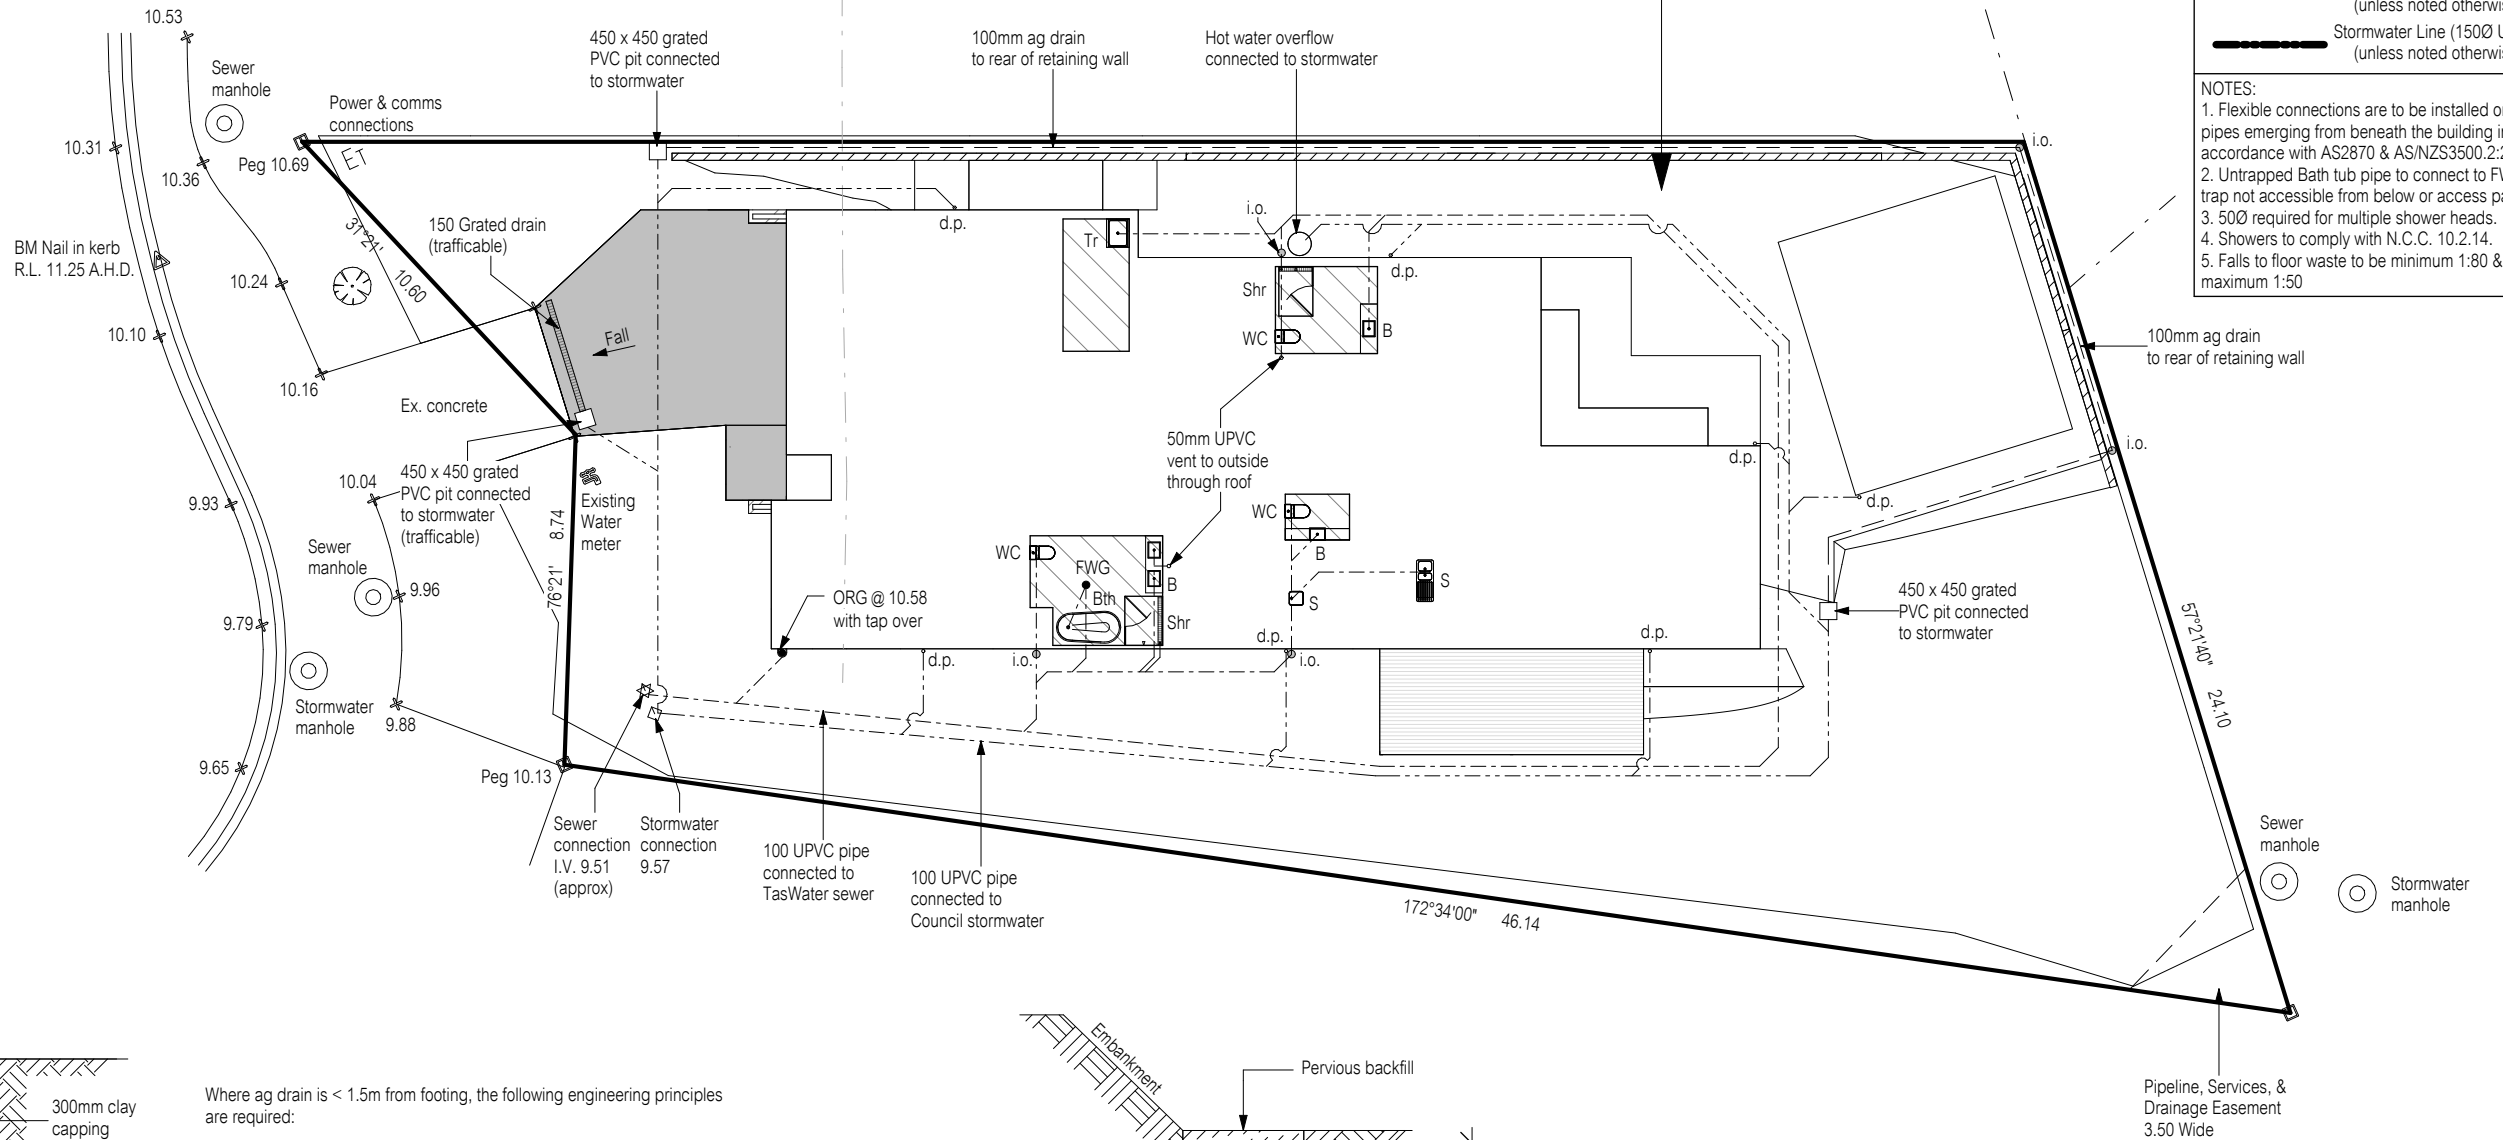 10.53
Sewer
manhole
Power & comms
connections
450 x 450 grated
PVC pit connected
to stormwater
100mm ag drain
to rear of retaining wall
Hot water overflow
connected to stormwater
(unless noted
Stormwater Line (150Ø
(unless noted
NOTES:
1. Flexible connections are to be installed
pipes emerging from beneath the building
accordance with AS2870 & AS/NZS3500.2:
2. Untrapped Bath tub pipe to connect to
trap not accessible from below or access
3. 50Ø required for multiple shower heads.
4. Showers to comply with N.C.C. 10.2.14.
5. Falls to floor waste to be minimum 1:80 &
maximum 1:50
10.31
10.36
Peg 10.69
E,T
i.o.
31°21'
10.60
150 Grated drain
(trafficable)
d.p.
Tr
i.o.
d.p.
BM Nail in kerb
R.L. 11.25 A.H.D.
10.24
10.10
10.16
Fall
Shr
WC
B
100mm ag drain
to rear of retaining wall
Ex. concrete
450 x 450 grated
PVC pit connected
to stormwater
(trafficable)
10.04
9.93
Existing
Water
meter
8.74
76°21'
50mm UPVC
vent to outside
through roof
d.p.
i.o.
d.p.
WC
B
S
S
WC
FWG
Bth
B
Shr
Sewer
manhole
9.96
9.79
ORG @ 10.58
with tap over
d.p.
i.o.
d.p.
i.o.
d.p.
450 x 450 grated
PVC pit connected
to stormwater
57°21'40"
24.10
Stormwater
manhole
9.88
9.65
Peg 10.13
Sewer
connection
I.V. 9.51
(approx)
Stormwater
connection
9.57
100 UPVC pipe
connected to
TasWater sewer
100 UPVC pipe
connected to
Council stormwater
172°34'00"
46.14
Sewer
manhole
Stormwater
manhole
Pipeline, Services, &
Drainage Easement
3.50 Wide
300mm clay
capping
Where ag drain is < 1.5m from footing, the following engineering principles
are required:
Embankment
Pervious backfill